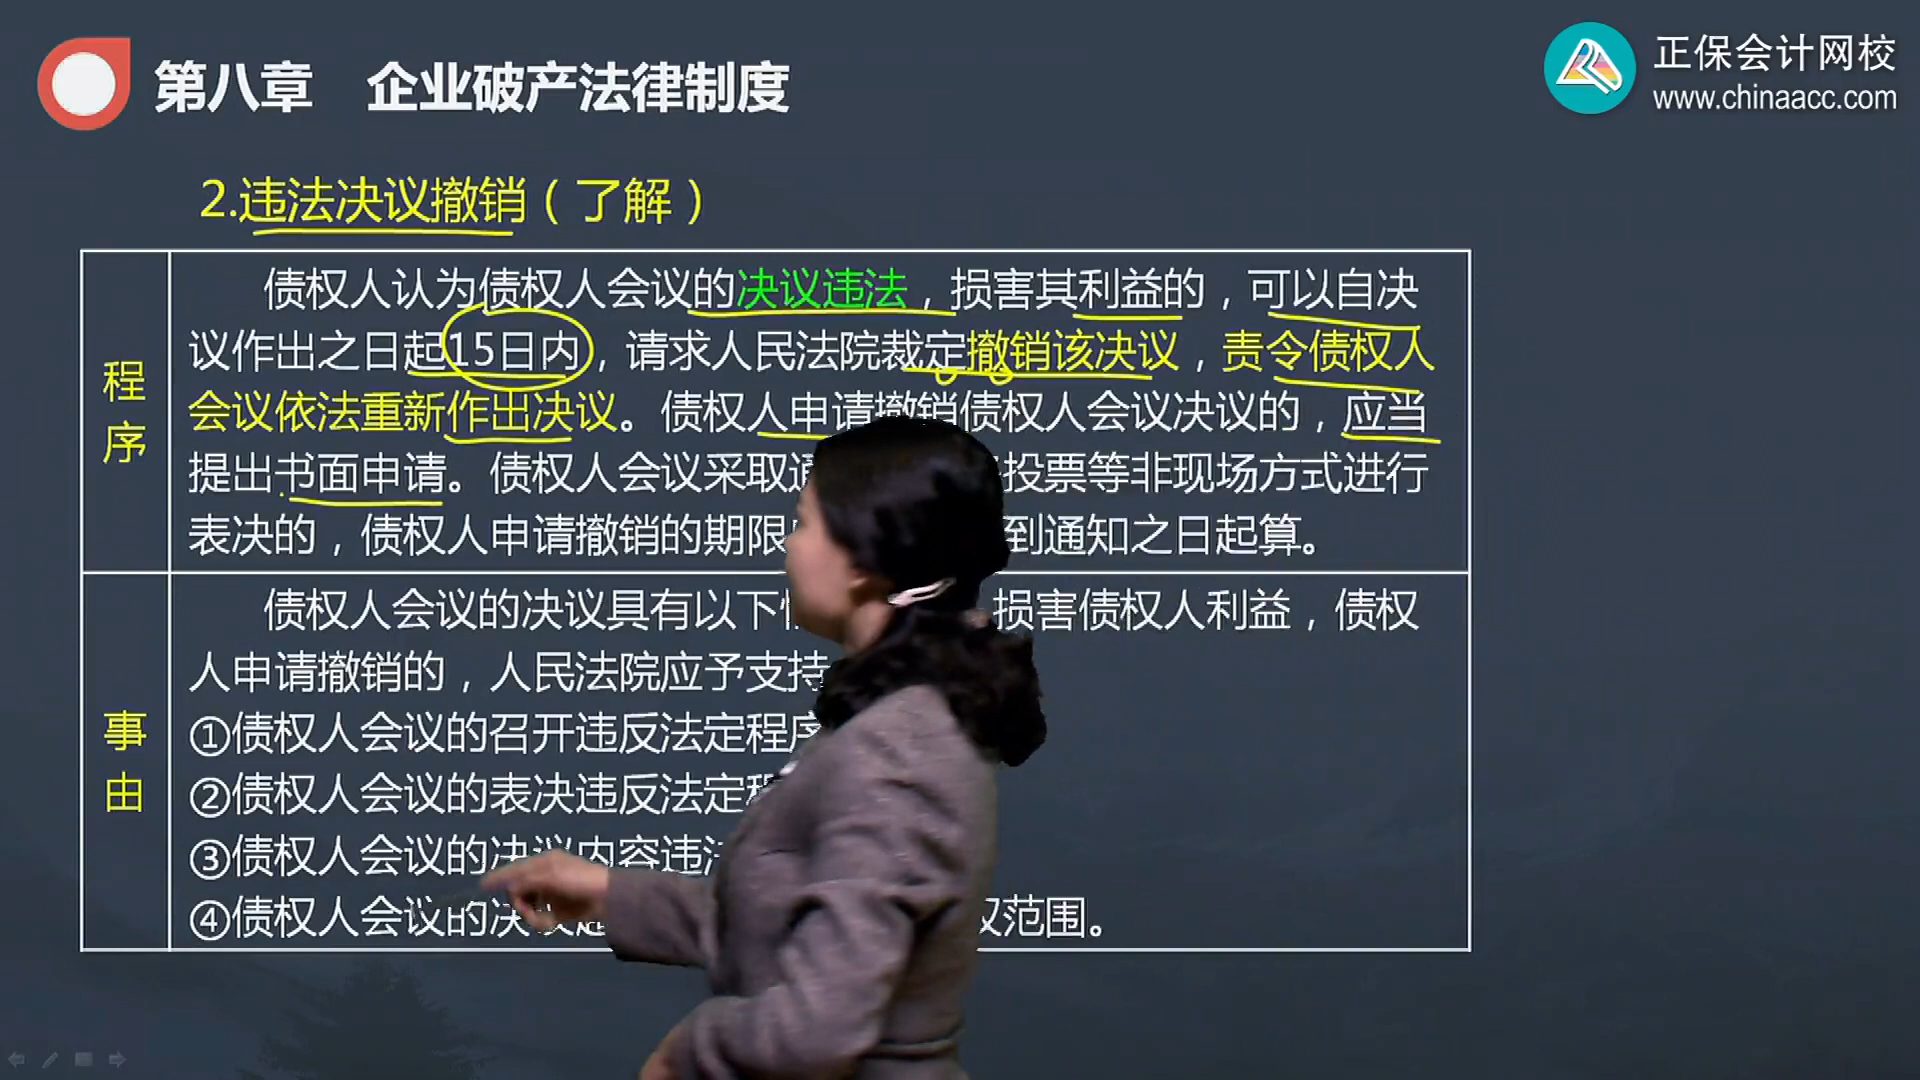 第八章 企业破产法律制度
正保会计网校
www.chinaacc.com
2.违法决议撤销（了解）
程序
债权人认为债权人会议的决议违法，损害其利益的，可以自决
议作出之日起15日内，请求人民法院裁定撤销该决议，责令债权人
会议依法重新作出决议。债权人申请撤销债权人会议决议的，应当
提出书面申请。债权人会议采取通 投票等非现场方式进行
表决的，债权人申请撤销的期限 到通知之日起算。
事由
债权人会议的决议具有以下 损害债权人利益，债权
人申请撤销的，人民法院应予支持
①债权人会议的召开违反法定程序
②债权人会议的表决违反法定程
③债权人会议的决议内容违法
④债权人会议的决议 范围。